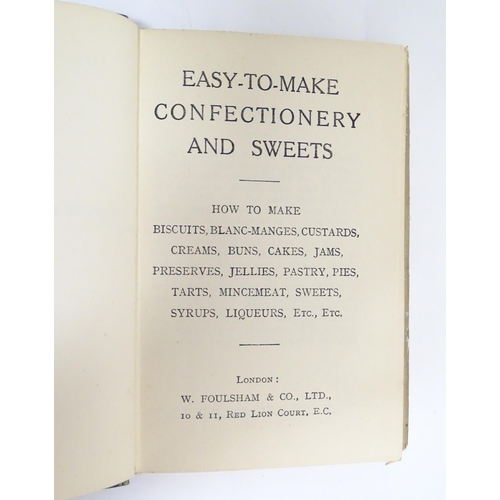 EASY-TO-MAKE
CONFECTIONERY
AND SWEETS
HOW TO MAKE
BISCUITS, BLANC-MANGES, CUSTARDS,
CREAMS, BUNS, CAKES, JAMS,
PRESERVES, JELLIES, PASTRY, PIES,
TARTS, MINCEMEAT, SWEETS,
SYRUPS, LIQUEURS, ETC., ETC.
LONDON:
W. FOULSHAM & CO., LTD.,
10 & 11, RED LION COURT, E.C.